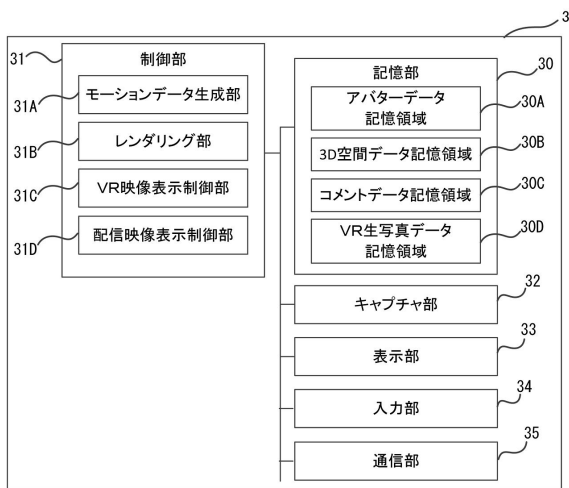 3
31
制御部
31A
モーションデータ生成部
31B
レンダリング部
31C
VR映像表示制御部
31D
配信映像表示制御部
30
記憶部
アバターデータ
記憶領域
30A
3D空間データ記憶領域
30B
コメントデータ記憶領域
30C
VR生写真データ
記憶領域
30D
キャプチャ部
32
表示部
33
入力部
34
通信部
35